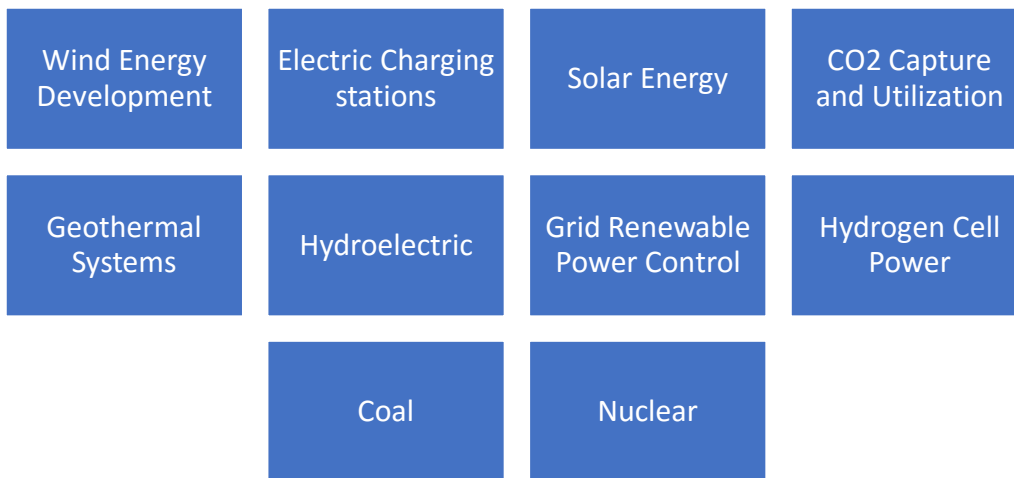 Wind Energy
Development
Electric Charging
stations
Solar Energy
CO2 Capture
and Utilization
Geothermal
Systems
Hydroelectric
Grid Renewable
Power Control
Hydrogen Cell
Power
Coal
Nuclear